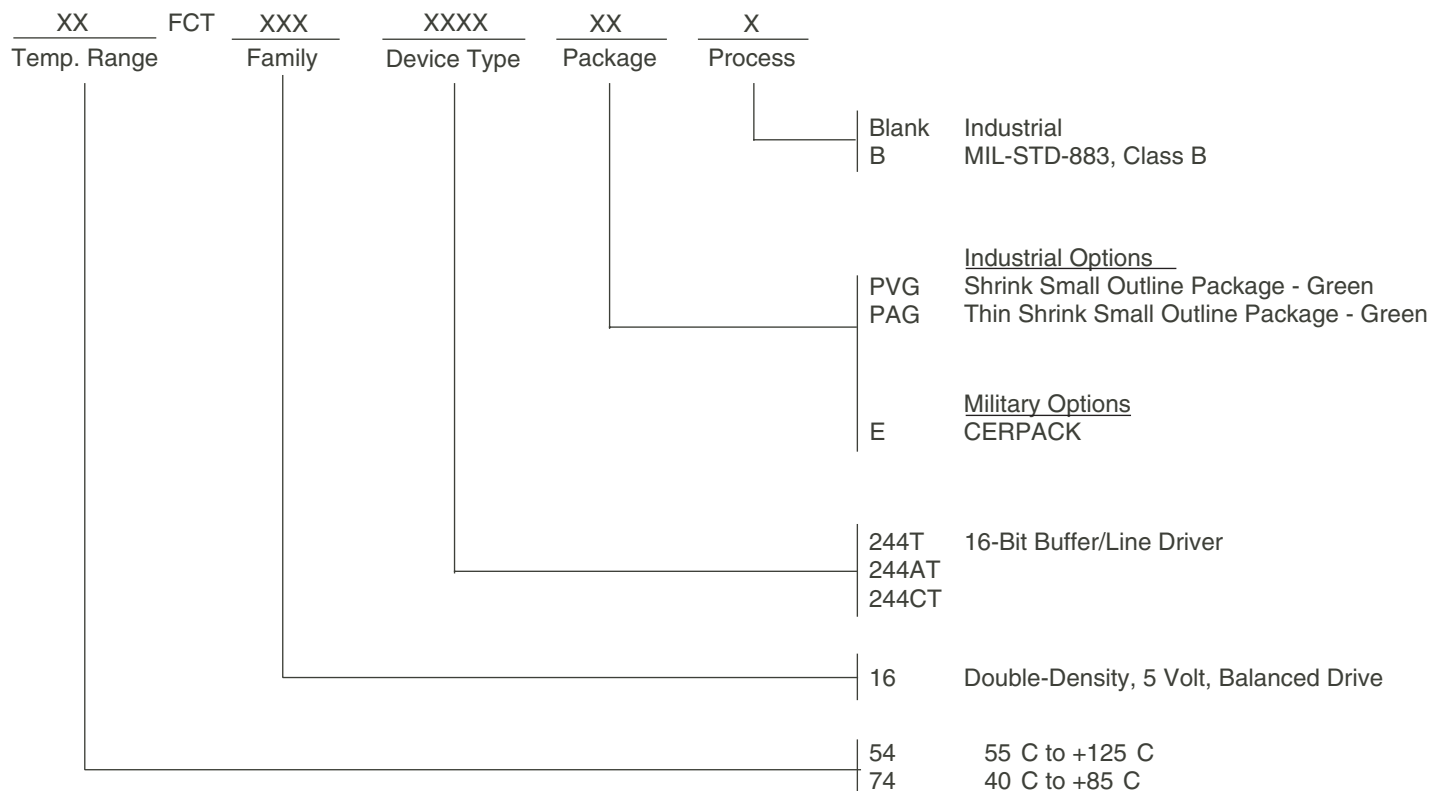 XX FCT XXX XXXX XX X
Temp. Range Family Device Type Package Process
Blank Industrial
B MIL-STD-883, Class B
Industrial Options
PVG Shrink Small Outline Package - Green
PAG Thin Shrink Small Outline Package - Green
Military Options
E CERPACK
244T 16-Bit Buffer/Line Driver
244AT
244CT
16 Double-Density, 5 Volt, Balanced Drive
54 55 C to +125 C
74 40 C to +85 C